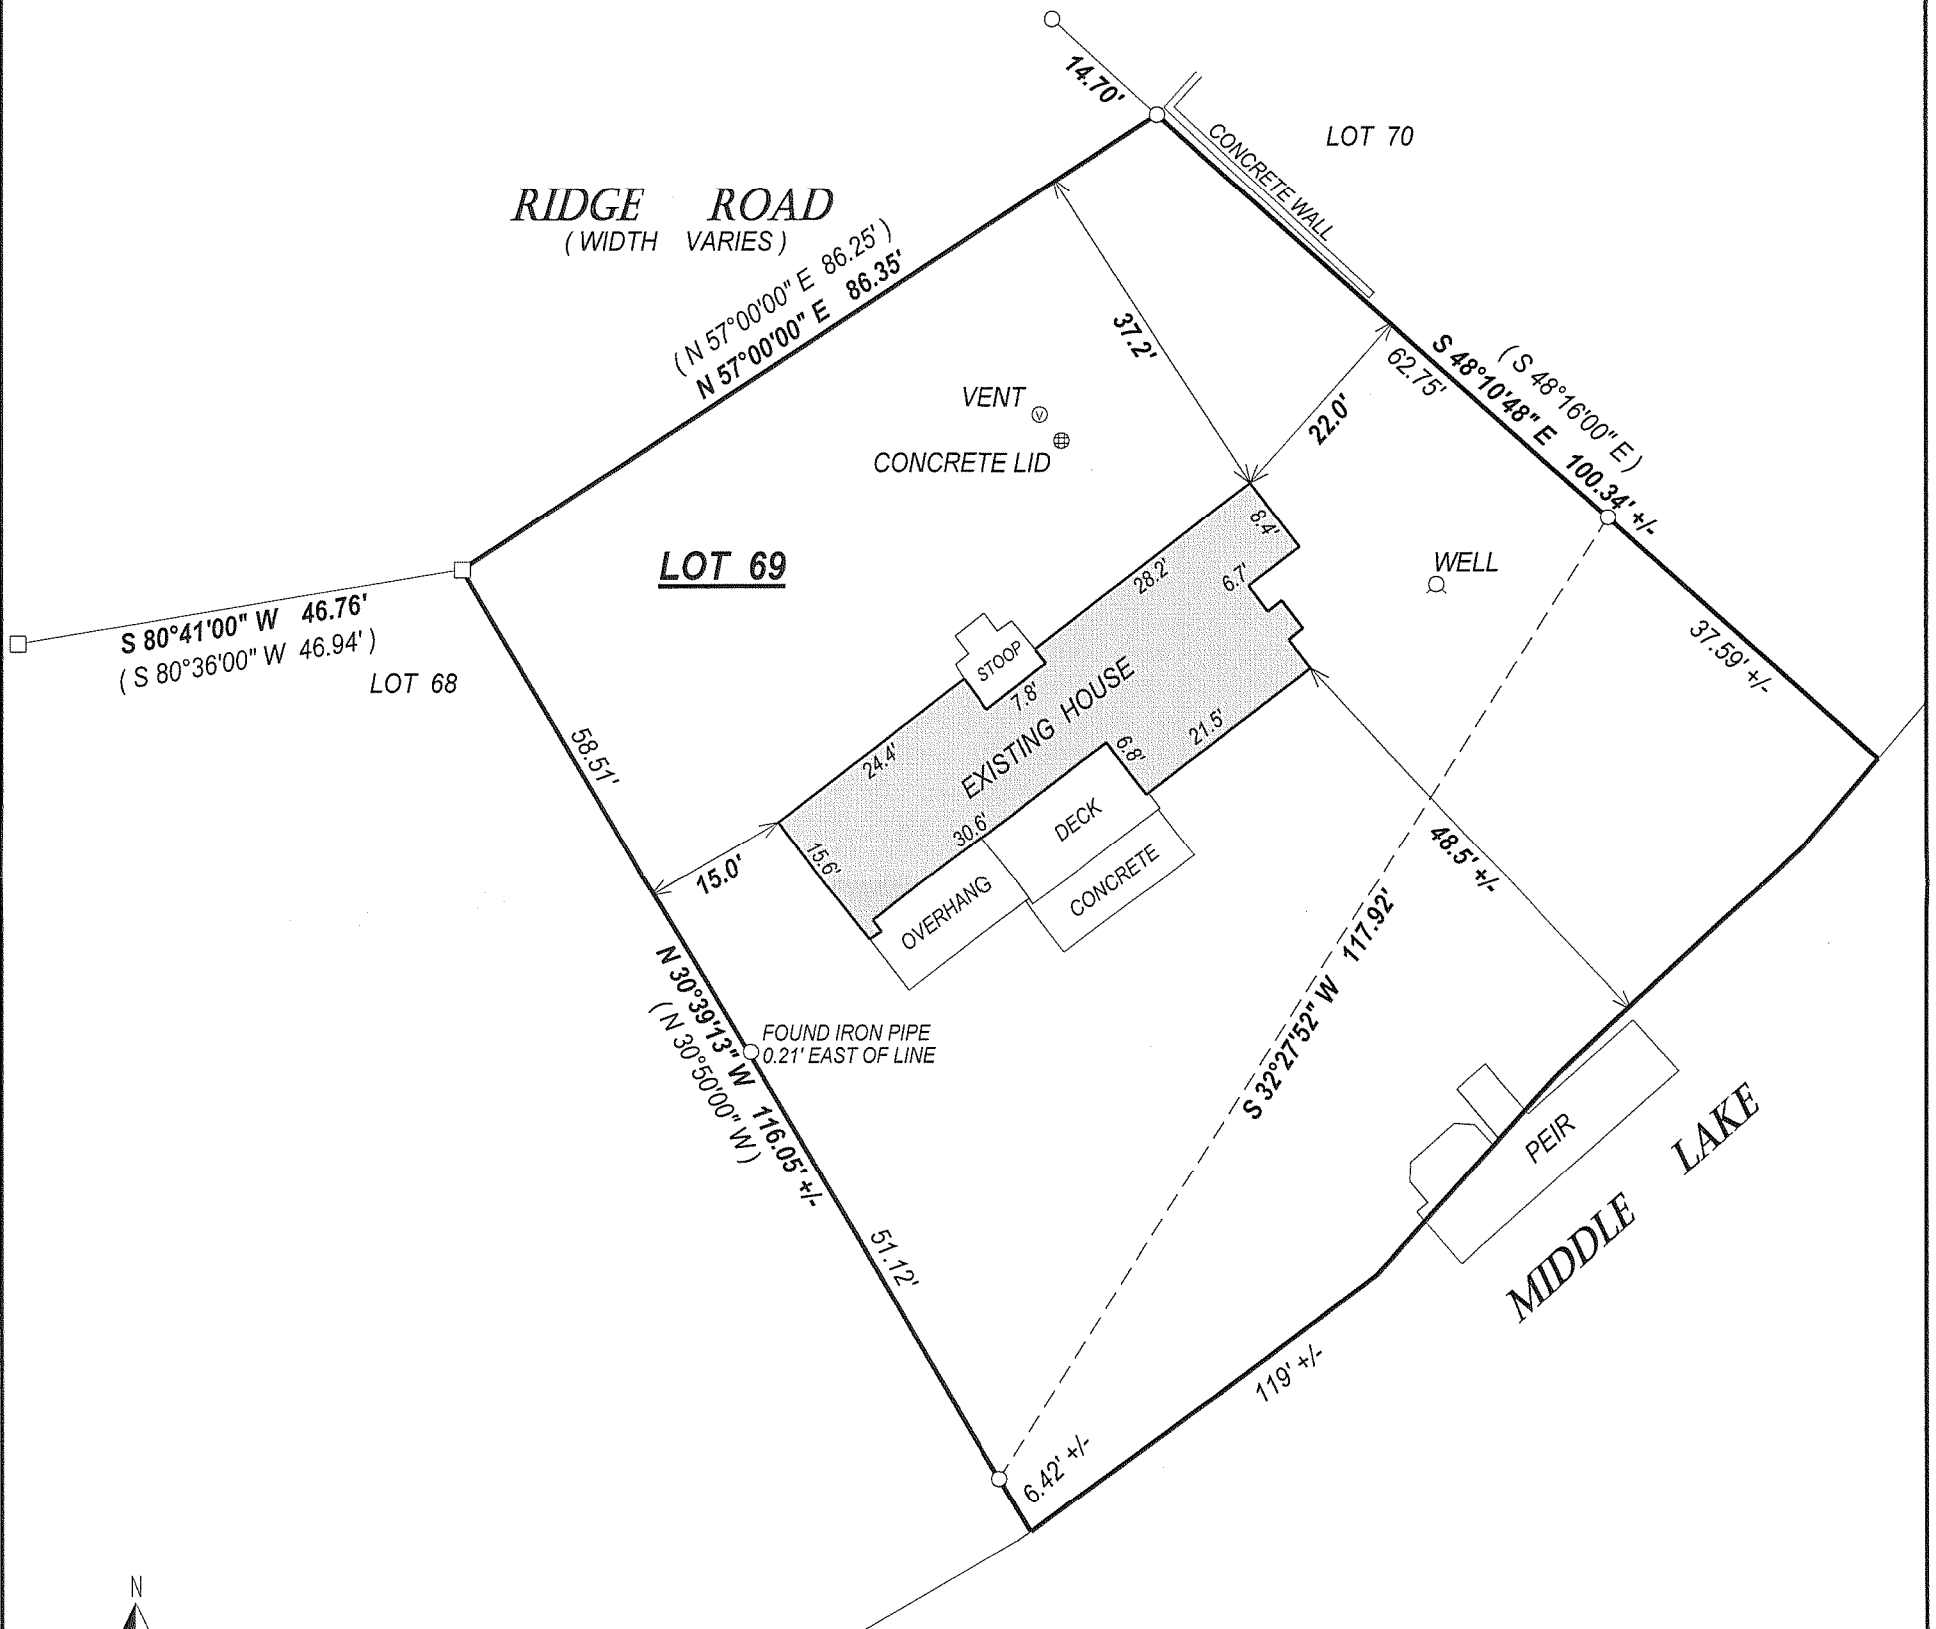 14.70'
LOT 70
CONCRETE WALL
RIDGE ROAD
( WIDTH VARIES )
( N 57°00'00" E 86.25' )
N 57°00'00" E 86.35'
37.2'
62.75'
S 48°10'48" E 100.34' +/-
( S 48°16'00" E )
22.0'
VENT
V
CONCRETE LID
8.4'
LOT 69
WELL
28.2'
6.7'
S 80°41'00" W 46.76'
( S 80°36'00" W 46.94' )
LOT 68
STOOP
7.8'
37.59' +/-
EXISTING HOUSE
58.51'
24.4'
21.5'
6.8'
30.6'
DECK
15.6'
15.0'
OVERHANG
CONCRETE
48.5' +/-
S 32°27'52" W 117.92'
N 30°39'13" W 116.05' +/-
( N 30°50'00" W )
FOUND IRON PIPE
0.21' EAST OF LINE
PEIR
MIDDLE LAKE
51.12'
119' +/-
6.42' +/-
N